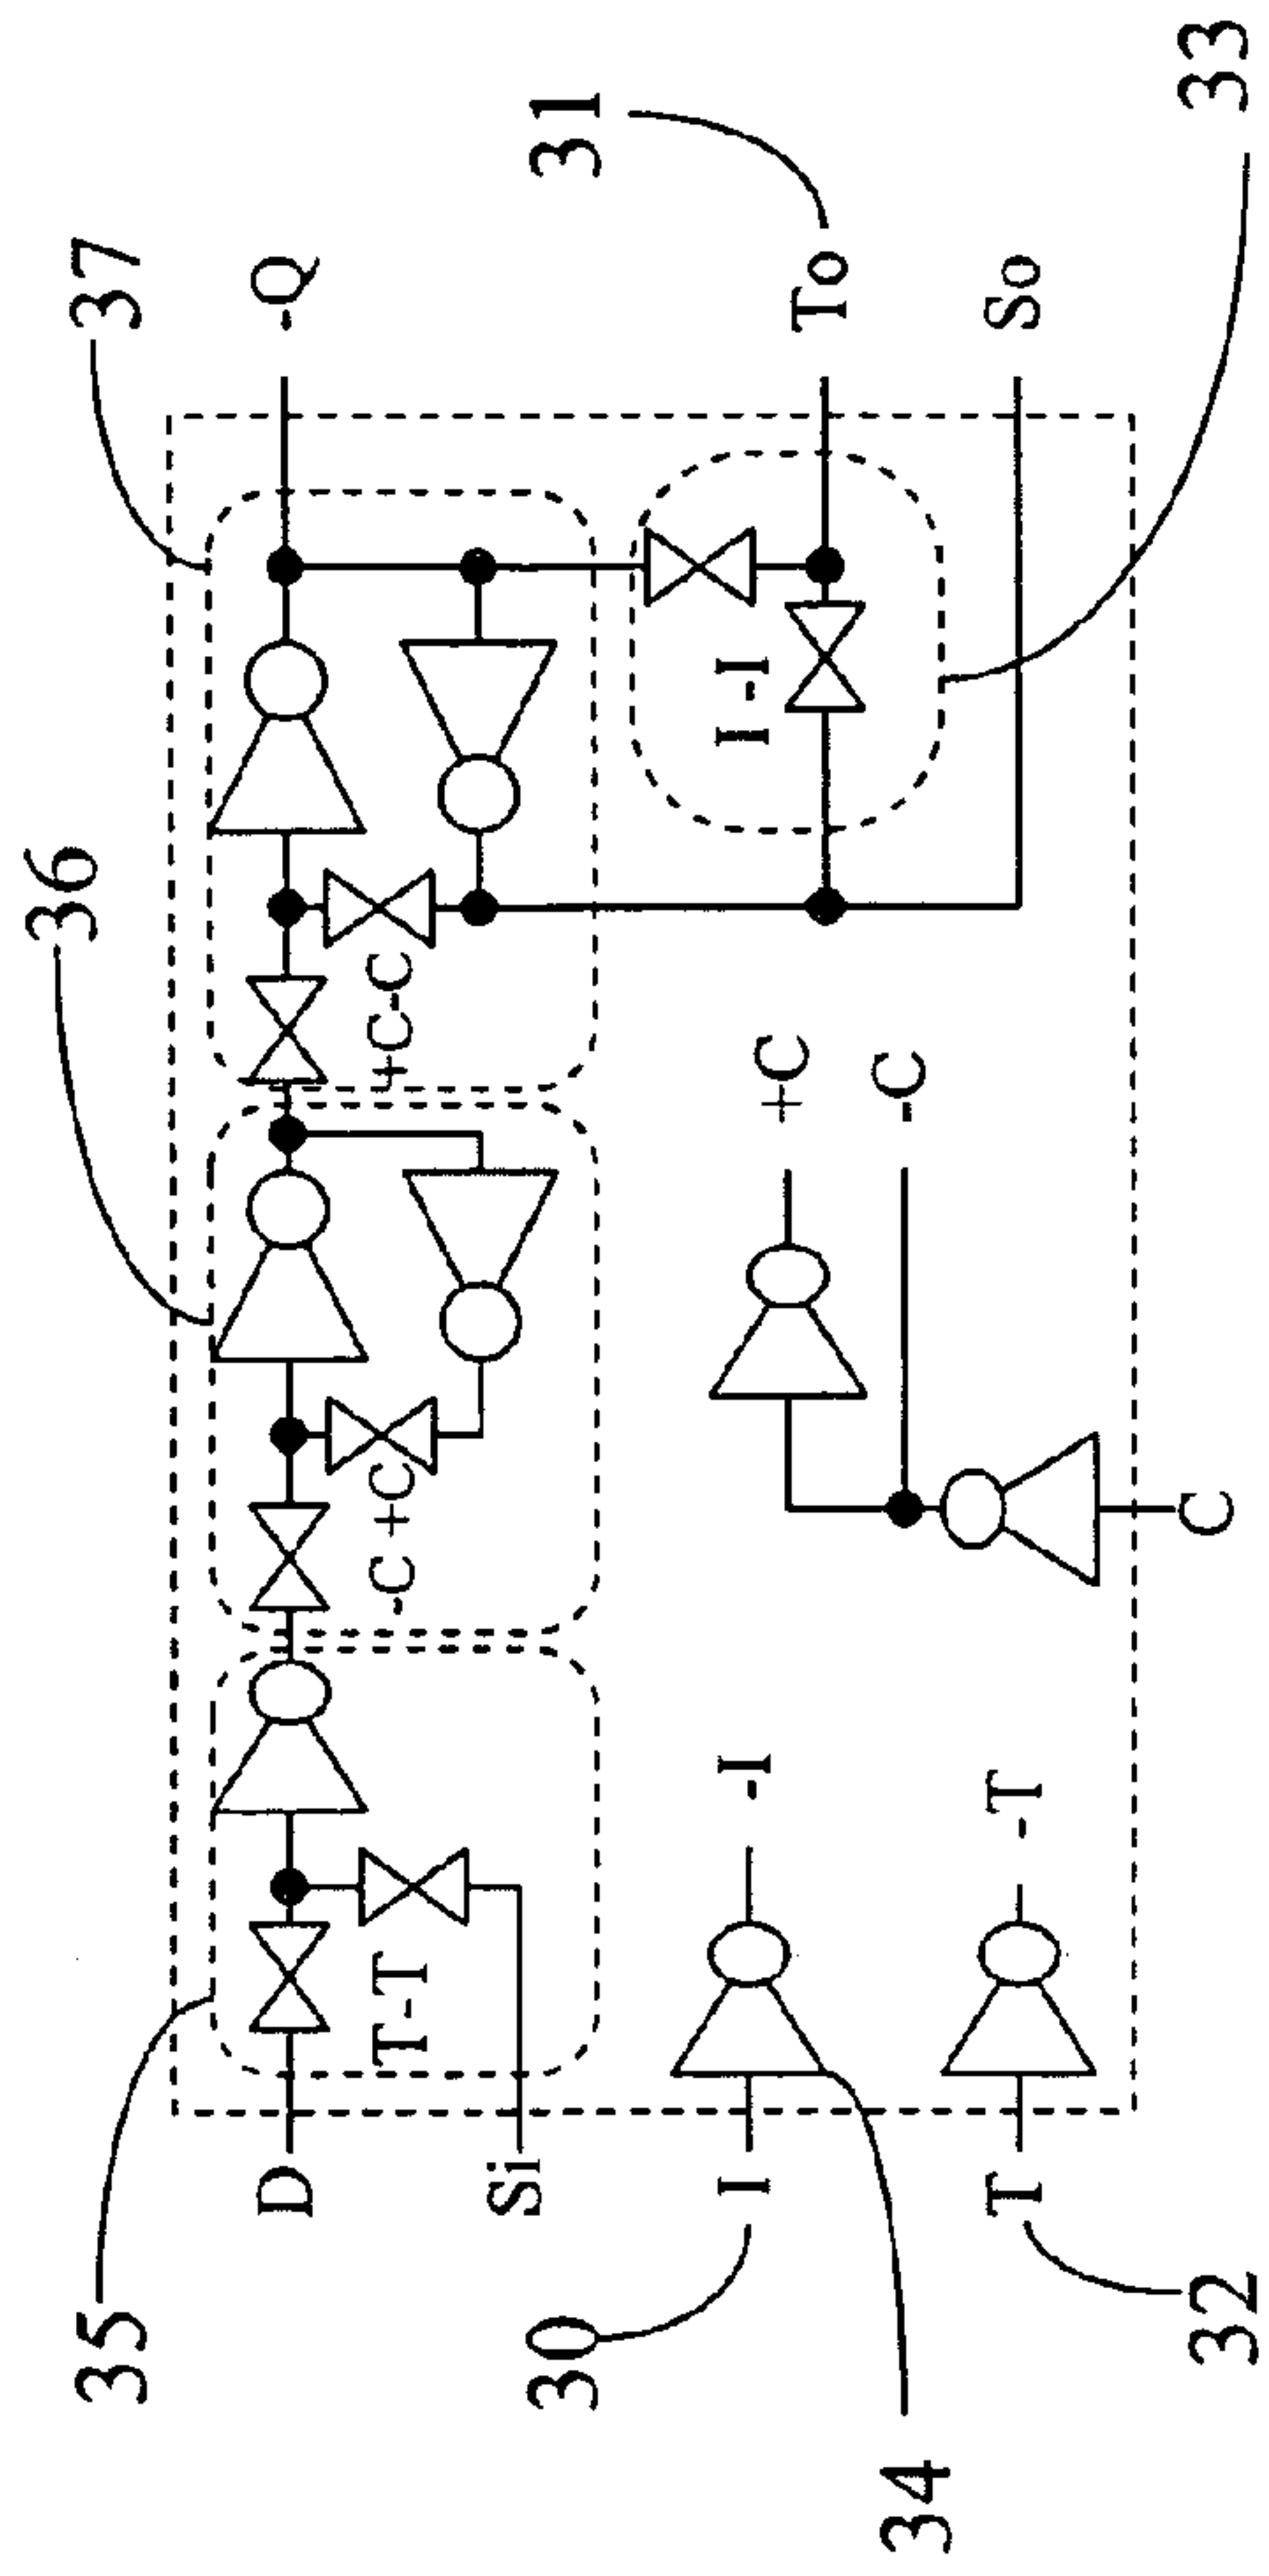 37
-Q
31
To
33
So
36
+C-C
I -I
+C
-C
-C +C
C
35
D
T-T
Si
30
I
-I
34
T
-T
32